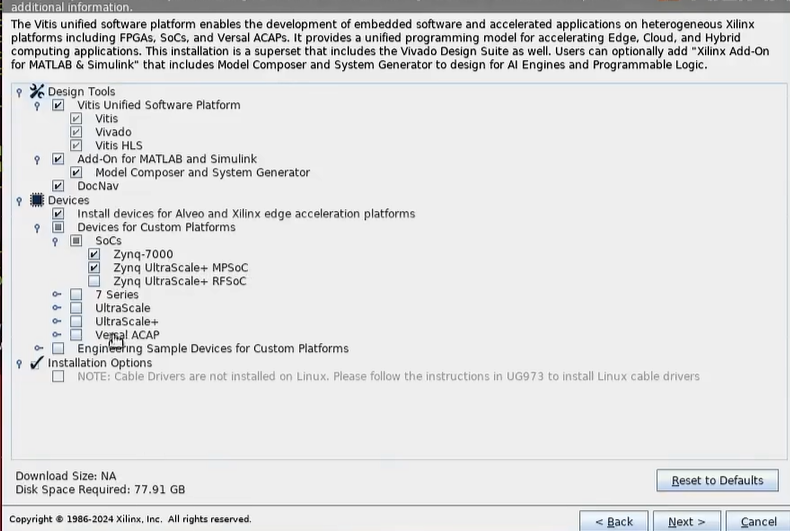 additional information.
The Vitis unified software platform enables the development of embedded software and accelerated applications on heterogeneous Xilinx
platforms including FPGAs, SoCs, and Versal ACAPs. It provides a unified programming model for accelerating Edge, Cloud, and Hybrid
computing applications. This installation is a superset that includes the Vivado Design Suite as well. Users can optionally add "Xilinx Add-On
for MATLAB & Simulink" that includes Model Composer and System Generator to design for AI Engines and Programmable Logic.
Design Tools
Vitis Unified Software Platform
Vitis
Vivado
Vitis HLS
Add-On for MATLAB and Simulink
Model Composer and System Generator
DocNav
Devices
Install devices for Alveo and Xilinx edge acceleration platforms
Devices for Custom Platforms
SoCs
Zynq-7000
Zynq UltraScale+ MPSoC
Zynq UltraScale+ RFSoC
7 Series
UltraScale
UltraScale+
Versal ACAP
Engineering Sample Devices for Custom Platforms
Installation Options
NOTE: Cable Drivers are not installed on Linux. Please follow the instructions in UG973 to install Linux cable drivers
Download Size: NA
Disk Space Required: 77.91 GB
Reset to Defaults
Copyright © 1986-2024 Xilinx, Inc. All rights reserved.
< Back
Next >
Cancel